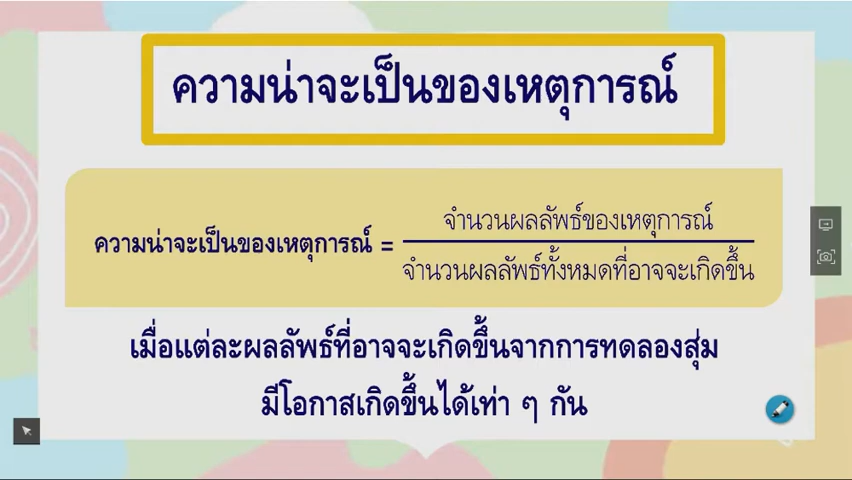 ความน่าจะเป็นของเหตุการณ์
ความน่าจะเป็นของเหตุการณ์ =
จำนวนผลลัพธ์ของเหตุการณ์
จำนวนผลลัพธ์ทั้งหมดที่อาจจะเกิดขึ้น
เมื่อแต่ละผลลัพธ์ที่อาจจะเกิดขึ้นจากการทดลองสุ่ม
มีโอกาสเกิดขึ้นได้เท่า ๆ กัน